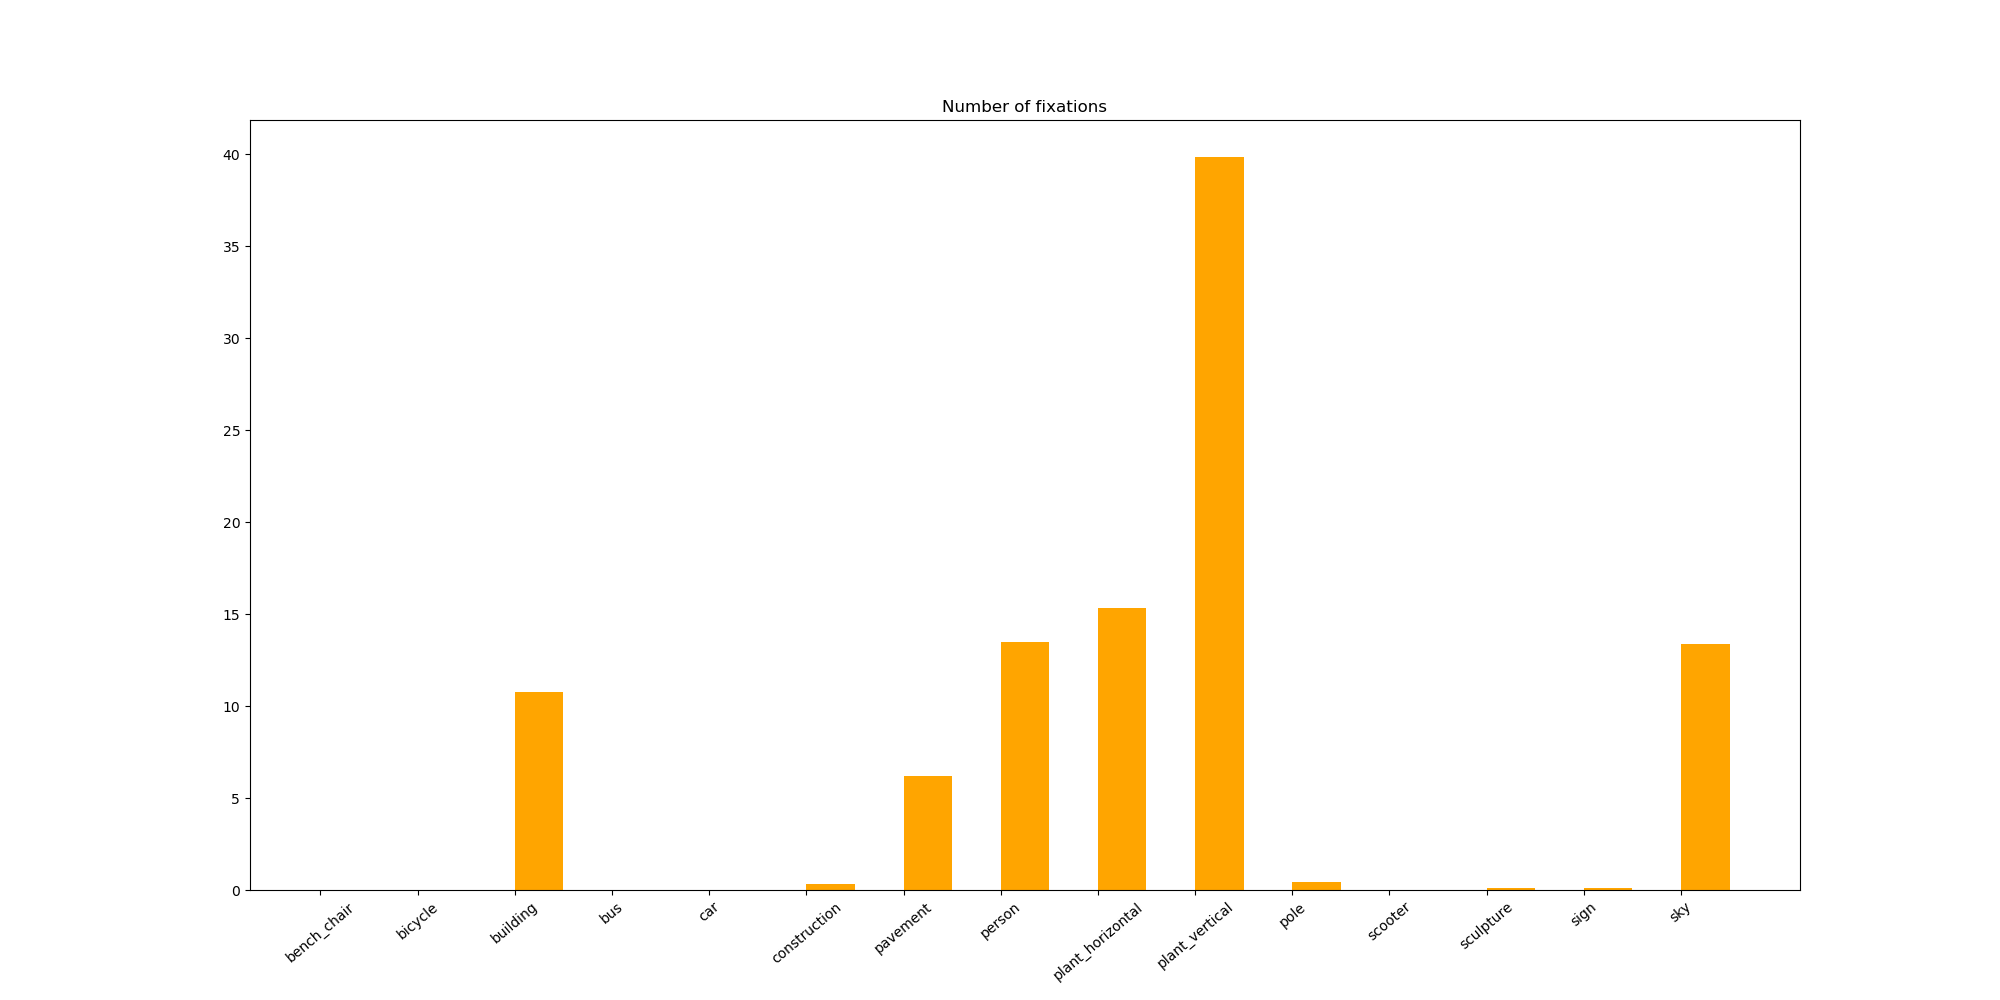 Number of fixations
40
35
30
25
20
15
10
5
0
bench_chair
bicycle
building
bus
car
construction
pavement
person
plant_horizontal
plant_vertical
pole
scooter
sculpture
sign
sky